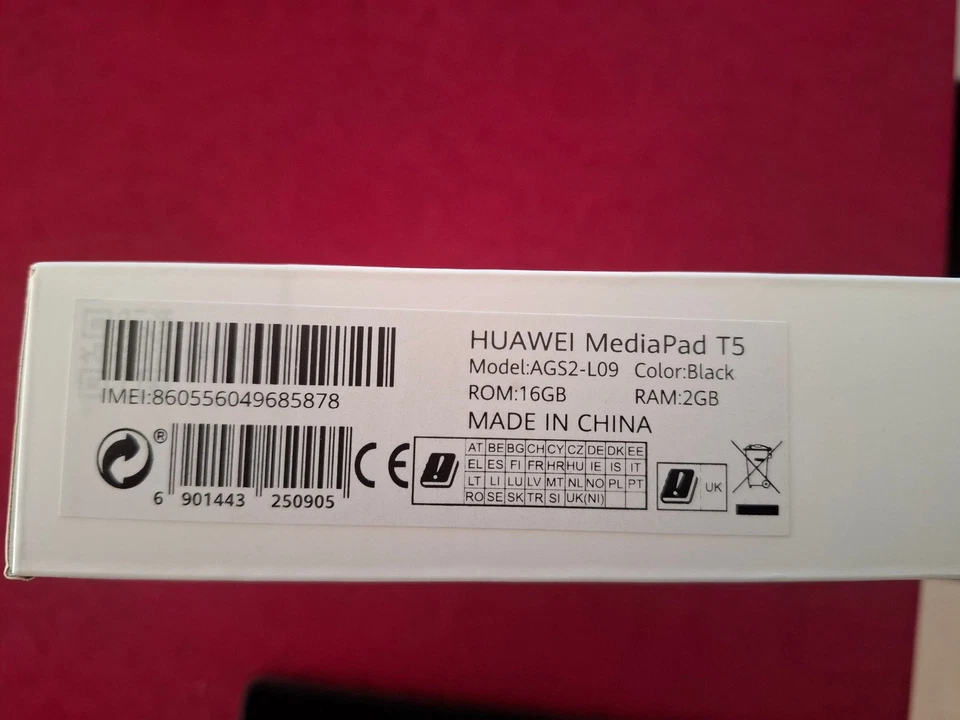 IMEI:860556049685878
HUAWEI MediaPad T5
Model:AGS2-L09 Color:Black
ROM:16GB RAM:2GB
MADE IN CHINA
®
6 901443 250905
CE
AT BE BG CH CY CZ DE DK EE
EL ES FI FR HR HU IE IS IT
LT LI LU LV MT NL NO PL PT
RO SE SK TR SI UK(NI)
UK